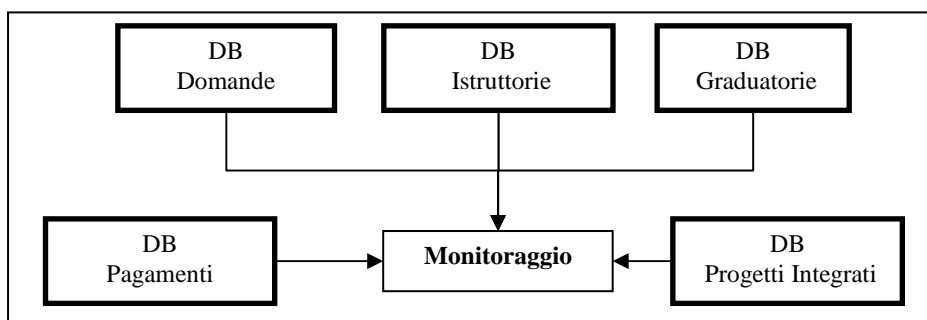 DB
Domande
DB
Istruttorie
DB
Graduatorie
DB
Pagamenti
Monitoraggio
DB
Progetti Integrati